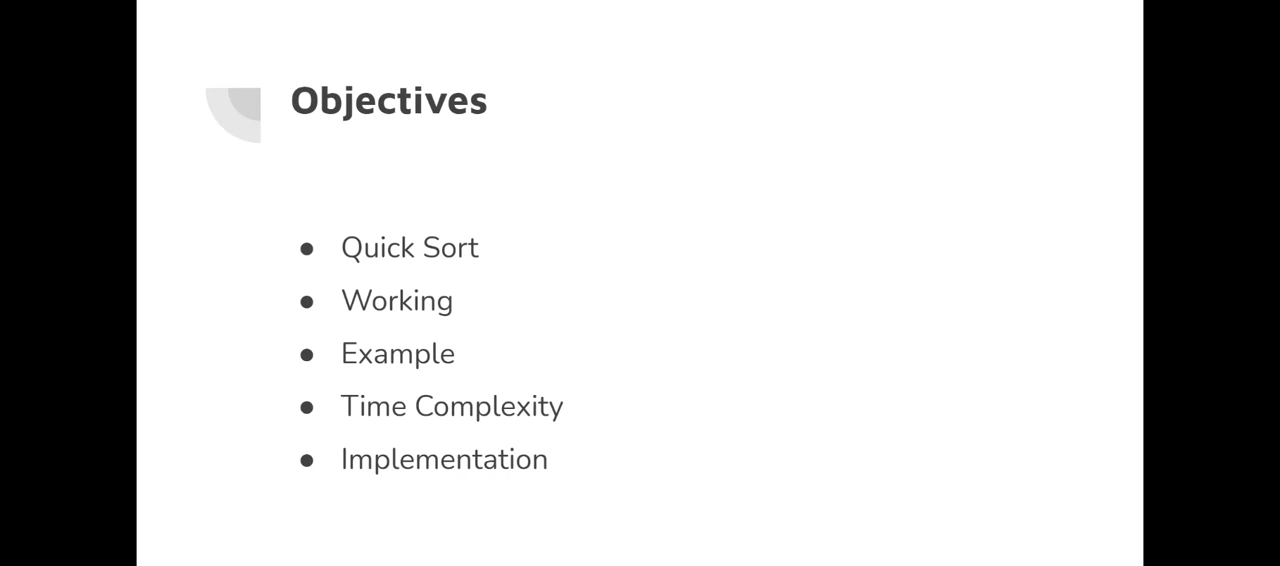 Objectives
● Quick Sort
● Working
● Example
● Time Complexity
● Implementation